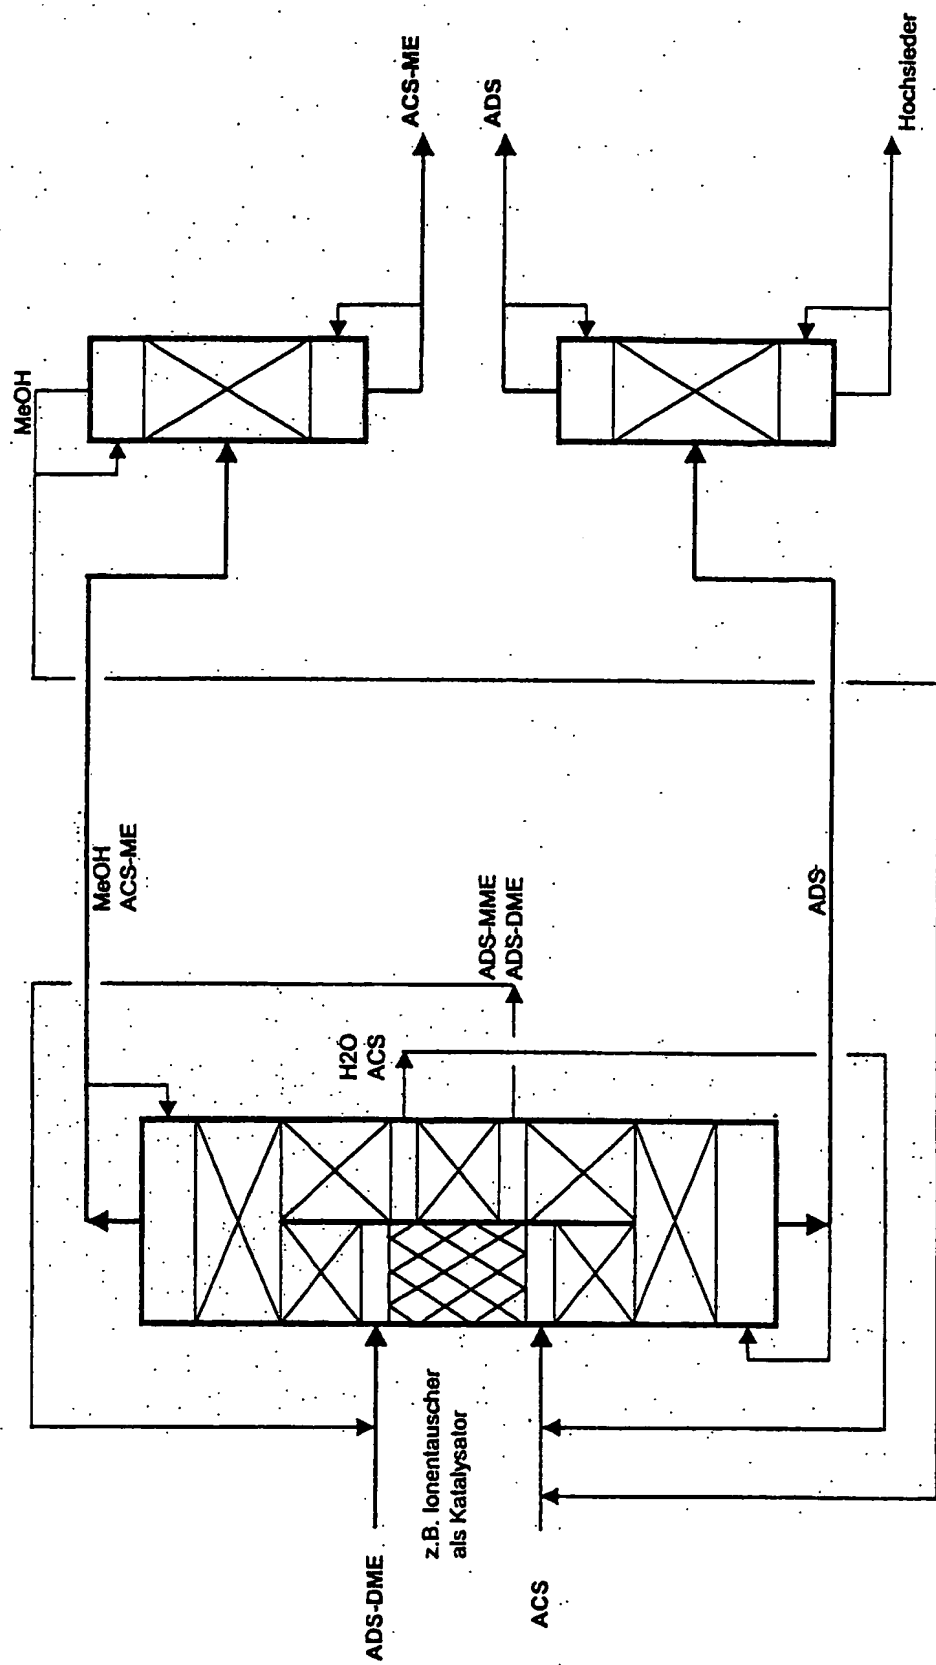 MeOH
ACS-ME
ADS
Hochsieder
MeOH
ACS-ME
ADS-MME
ADS-DME
H2O
ACS
ADS-
ADS-DME
z.B. Ionentauscher
als Katalysator
ACS